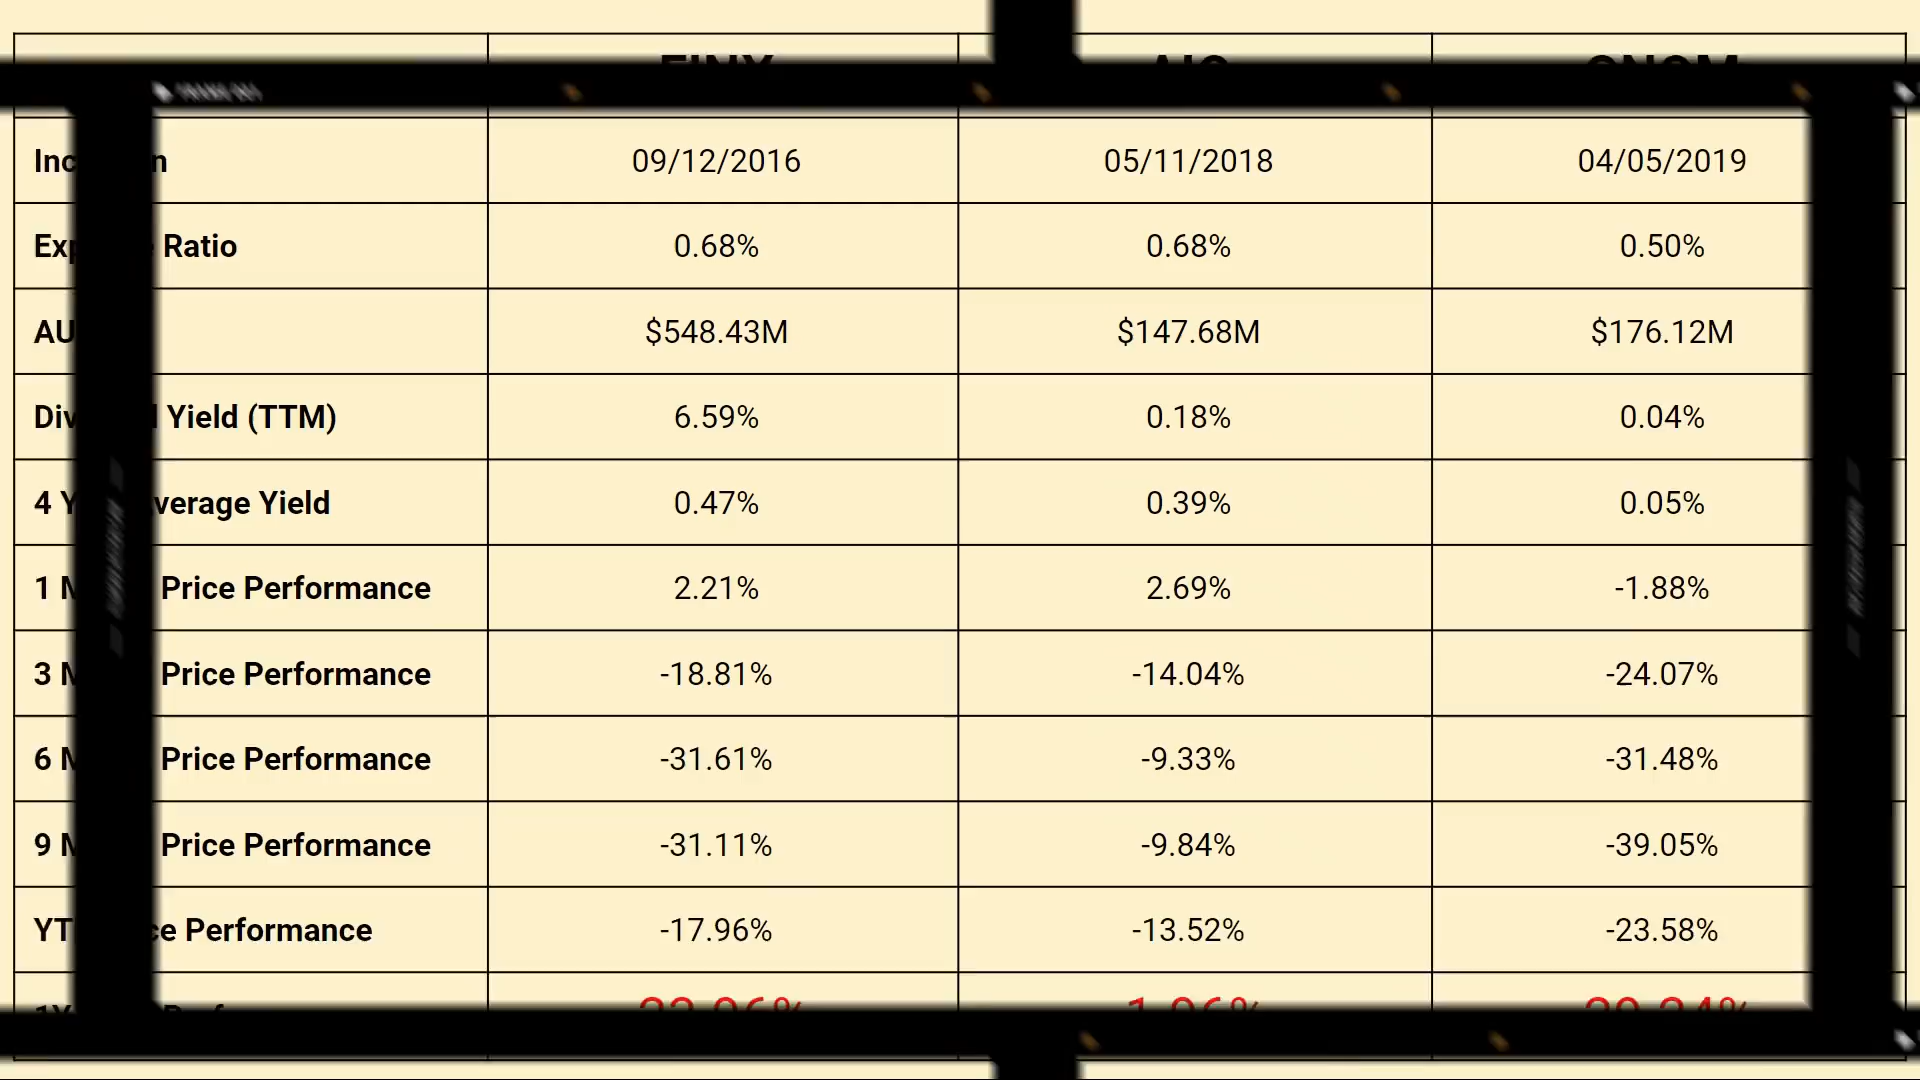 09/12/2016 05/11/2018 04/05/2019
Ratio 0.68% 0.68% 0.50%
$548.43M $147.68M $176.12M
Yield (TTM) 6.59% 0.18% 0.04%
4 Yield 0.47% 0.39% 0.05%
1 Price Performance 2.21% 2.69% -1.88%
3 Price Performance -18.81% -14.04% -24.07%
6 Price Performance -31.61% -9.33% -31.48%
9 Price Performance -31.11% -9.84% -39.05%
Performance -17.96% -13.52% -23.58%